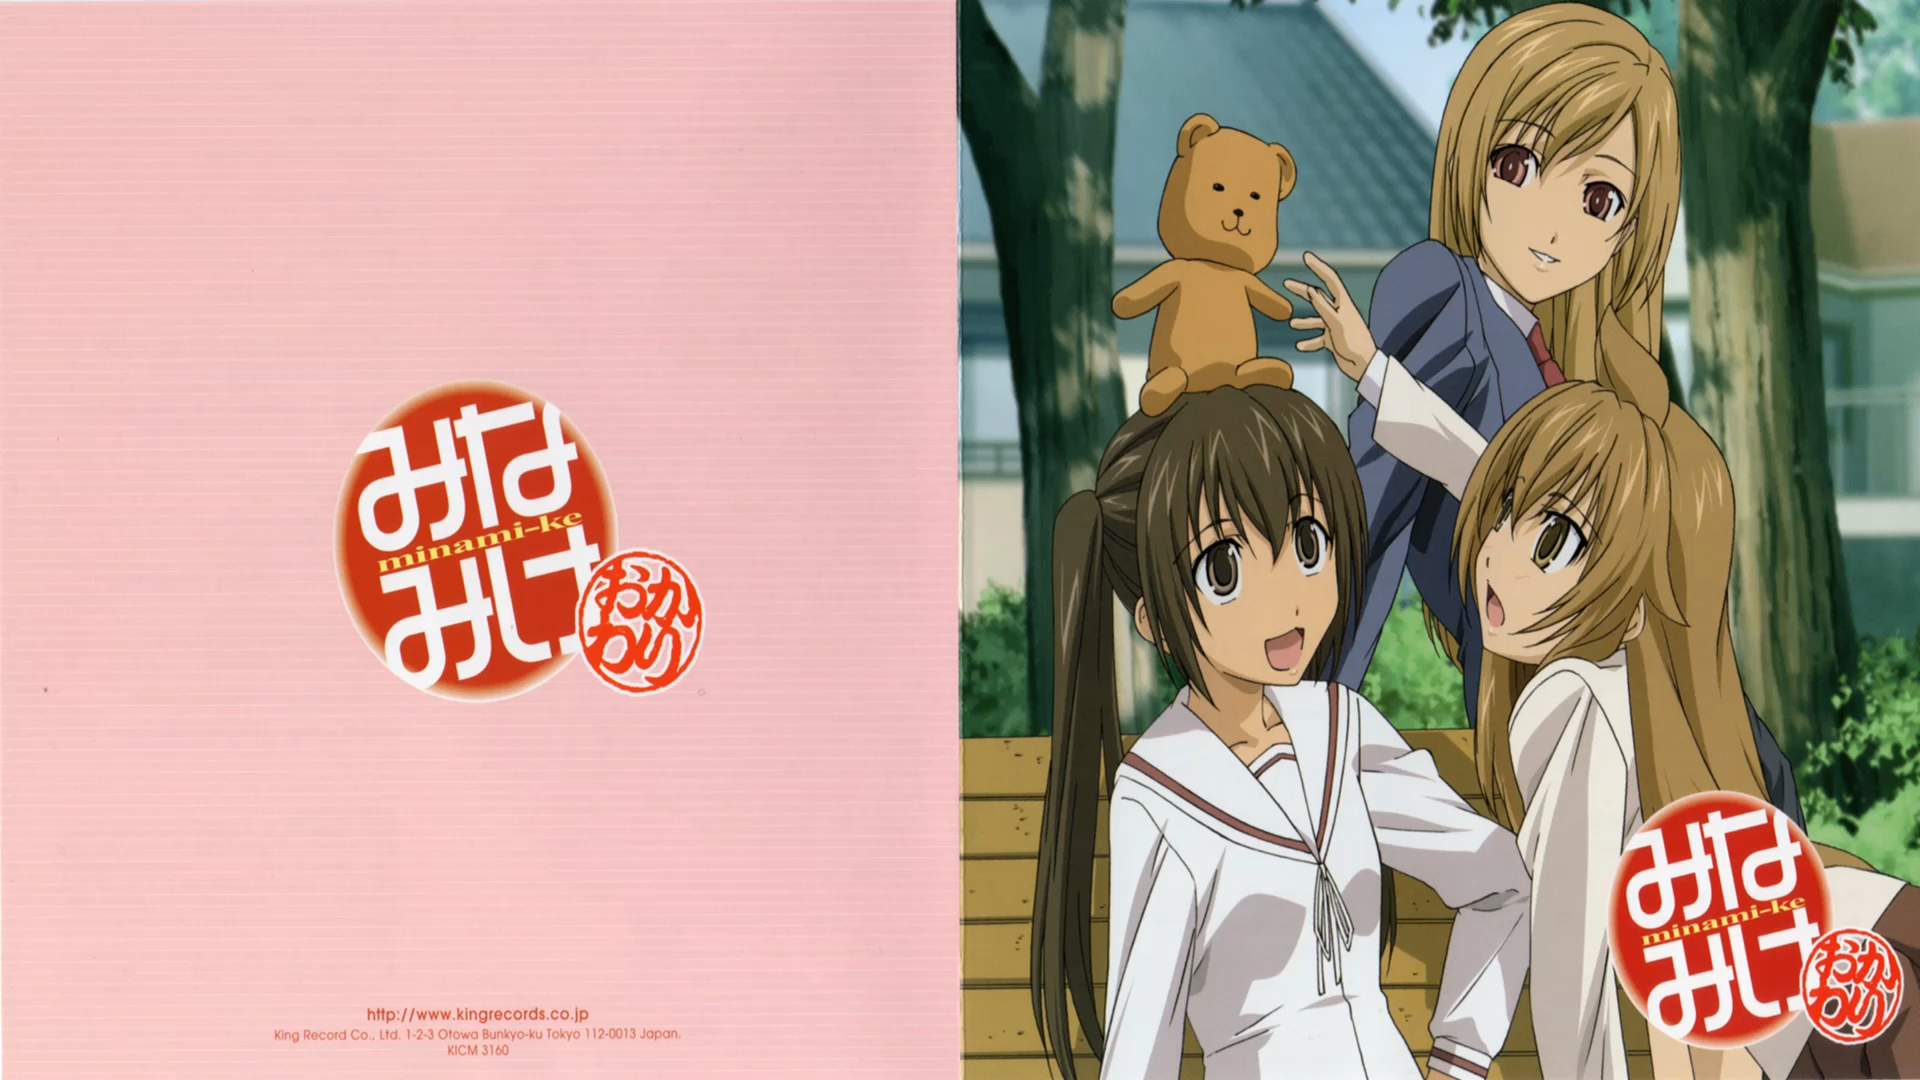 みな
minami-ke
みけ
おかわり
http://www.kingrecords.co.jp
King Record Co., Ltd. 1-2-3 Otowa Bunkyo-ku Tokyo 112-0013 Japan.
KICM 3160
みな
minami-ke
みけ
おかわり